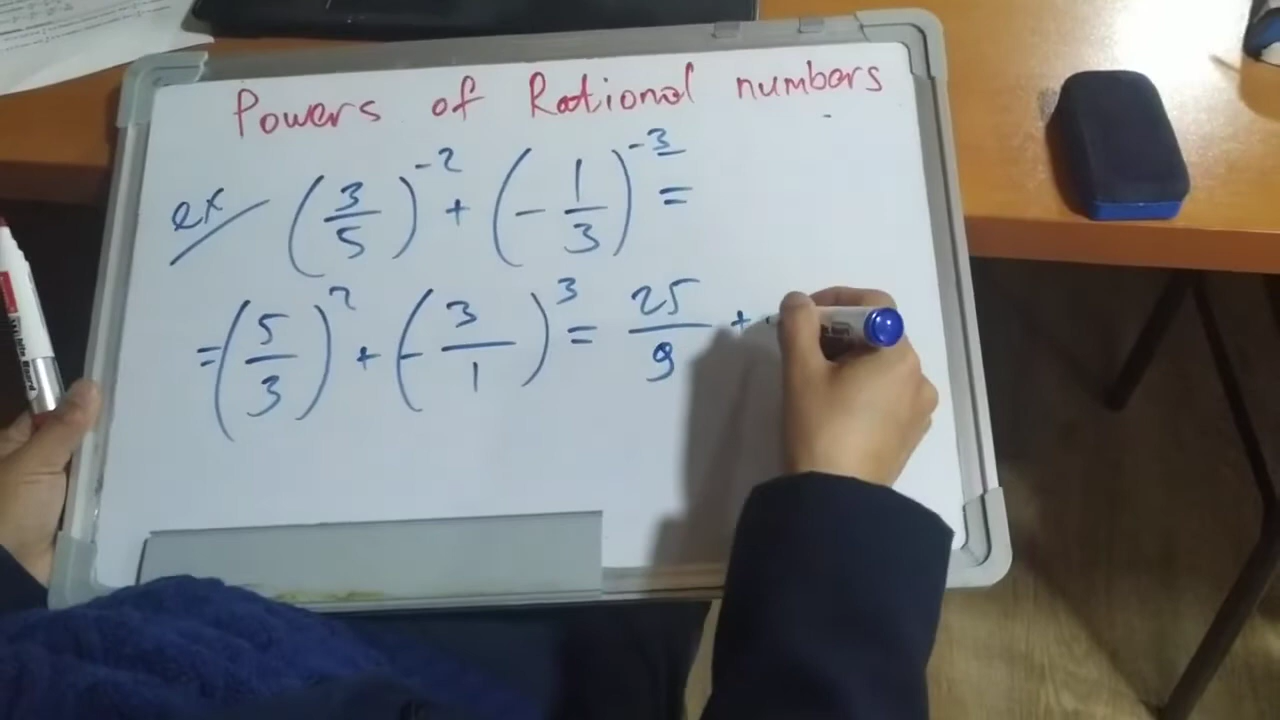 Powers of Rational numbers
ex/ (3/5)^-2 + (-1/3)^-3 =
= (5/3)^2 + (-3/1)^3 = 25/9 +